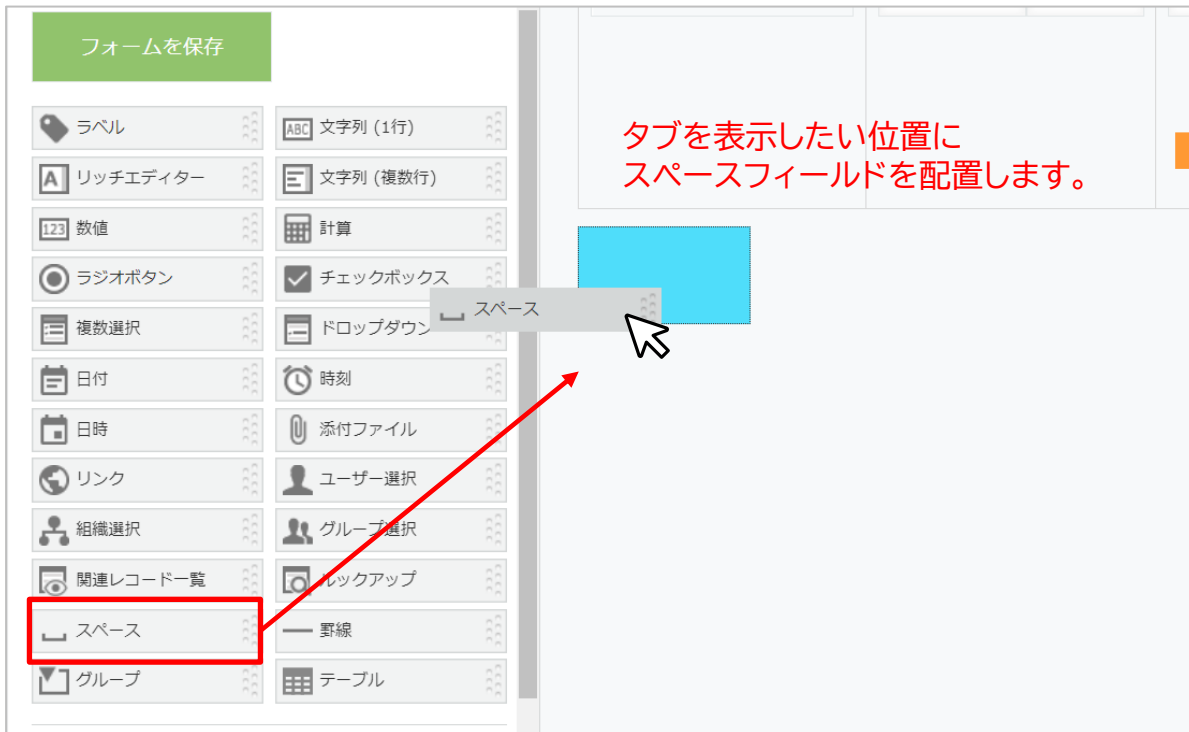 フォームを保存
ラベル
文字列 (1行)
リッチエディター
文字列 (複数行)
数値
計算
ラジオボタン
チェックボックス
複数選択
ドロップダウン
日付
時刻
日時
添付ファイル
リンク
ユーザー選択
組織選択
グループ選択
関連レコード一覧
ルックアップ
スペース
罫線
グループ
テーブル
タブを表示したい位置に
スペースフィールドを配置します。
スペース
ABC
A
123